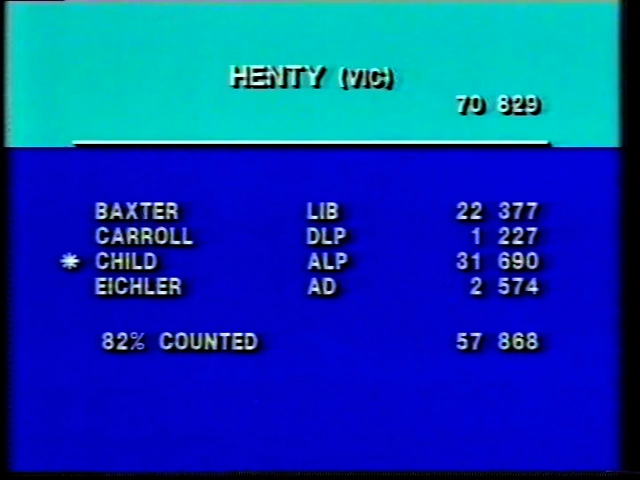 HENTY (VIC)
70 829
BAXTER LIB 22 377
CARROLL DLP 1 227
* CHILD ALP 31 690
EICHLER AD 2 574
82% COUNTED 57 868